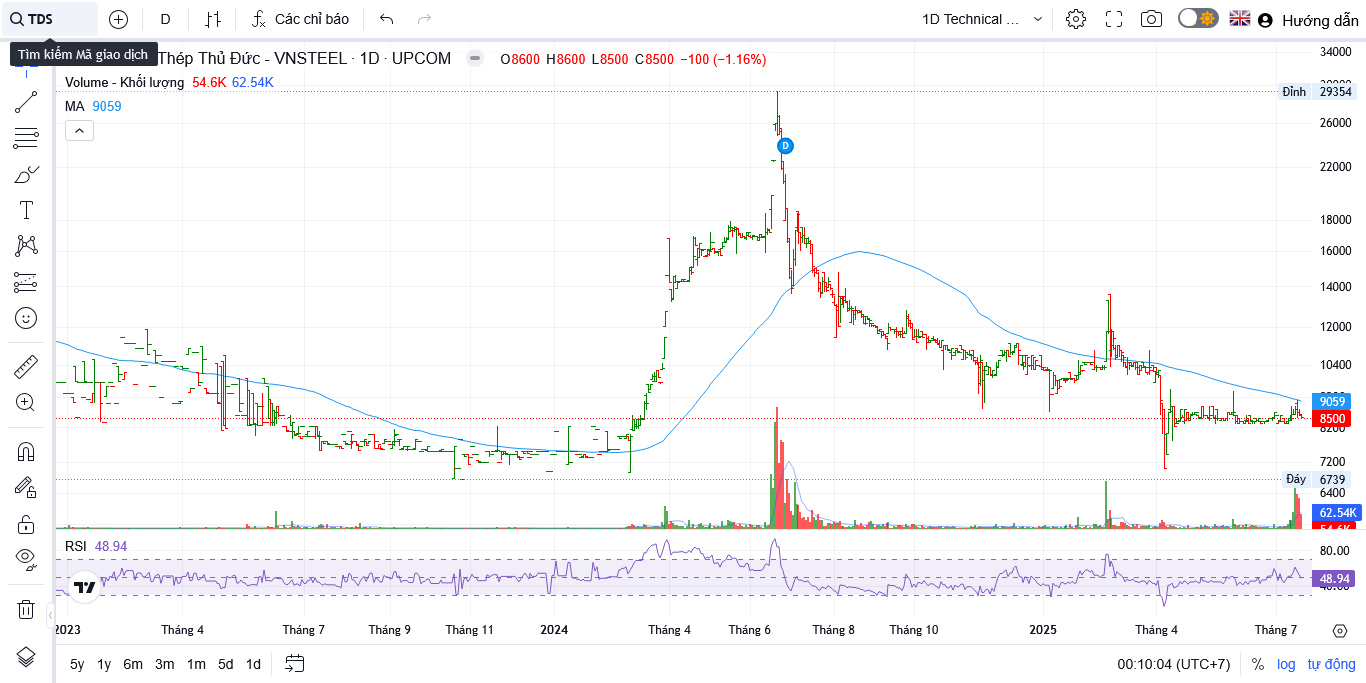 TDS
D
Các chỉ báo
1D Technical ...
Hướng dẫn
Tìm kiếm Mã giao dịch
Thép Thủ Đức - VNSTEEL · 1D · UPCOM
O8600 H8600 L8500 C8500 −100 (−1.16%)
Volume - Khối lượng 54.6K 62.54K
MA 9059
34000
Đỉnh 29354
D
26000
22000
18000
16000
14000
12000
10400
9059
8500
8200
7200
Đáy 6739
6400
62.54K
54.6K
RSI 48.94
80.00
48.94
40.00
2023 Tháng 4 Tháng 7 Tháng 9 Tháng 11 2024 Tháng 4 Tháng 6 Tháng 8 Tháng 10 2025 Tháng 4 Tháng 7
5y 1y 6m 3m 1m 5d 1d
00:10:04 (UTC+7) % log tự động